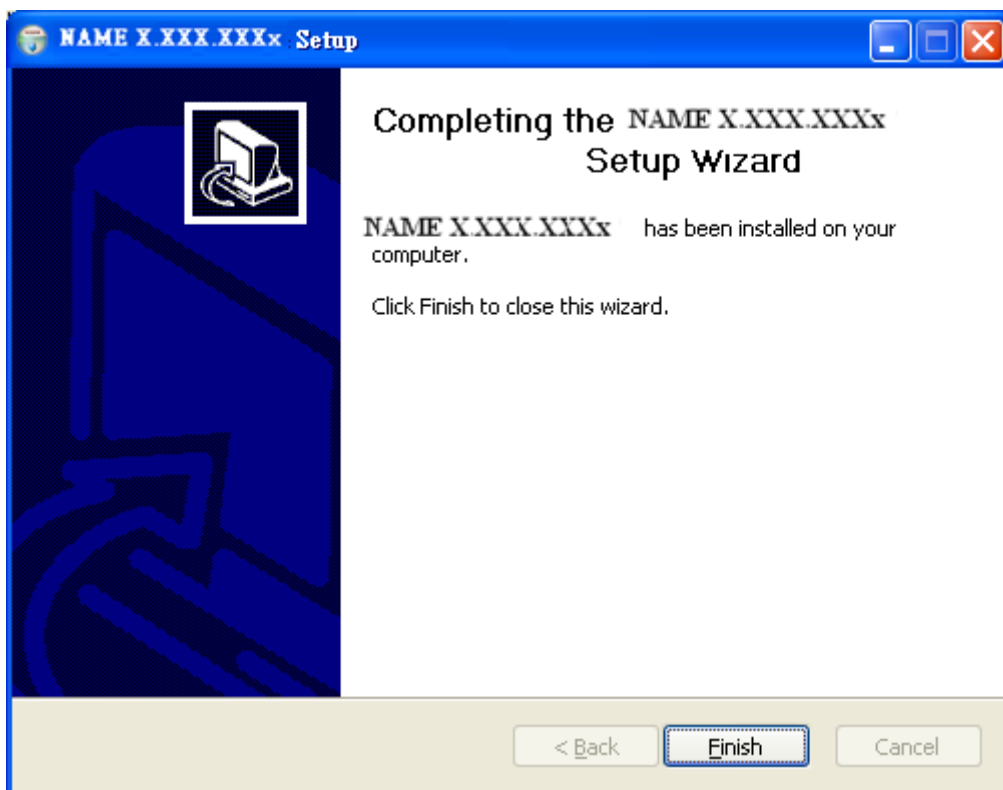 NAME X.XXX.XXXx Setup
Completing the NAME X.XXX.XXXx
Setup Wizard
NAME X.XXX.XXXx has been installed on your
computer.
Click Finish to close this wizard.
< Back
Finish
Cancel